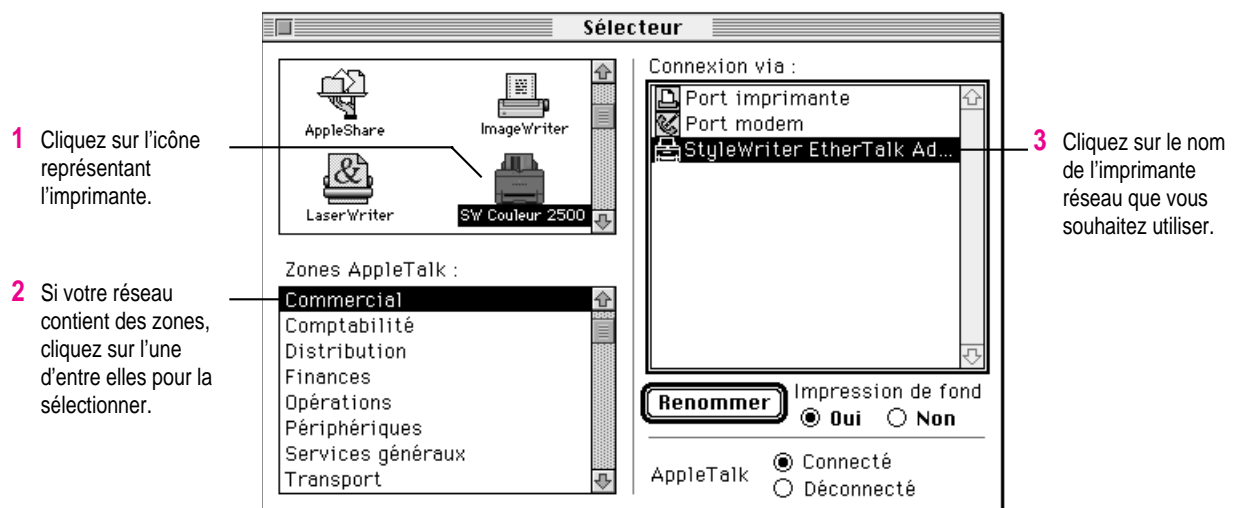 Sélecteur
1 Cliquez sur l’icône
représentant
l’imprimante.
2 Si votre réseau
contient des zones,
cliquez sur l’une
d’entre elles pour la
sélectionner.
AppleShare
ImageWriter
LaserWriter
SW Couleur 2500
Zones AppleTalk :
Commercial
Comptabilité
Distribution
Finances
Opérations
Périphériques
Services généraux
Transport
Connexion via :
Port imprimante
Port modem
StyleWriter EtherTalk Ad...
Renommer
Impression de fond
Oui Non
AppleTalk
Connecté
Déconnecté
3 Cliquez sur le nom
de l’imprimante
réseau que vous
souhaitez utiliser.